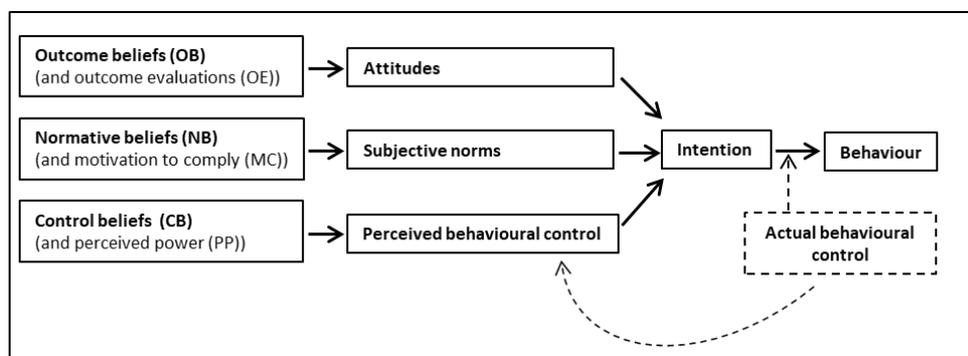 Outcome beliefs (OB)
(and outcome evaluations (OE))
Attitudes
Normative beliefs (NB)
(and motivation to comply (MC))
Subjective norms
Intention
Behaviour
Control beliefs (CB)
(and perceived power (PP))
Perceived behavioural control
Actual behavioural
control